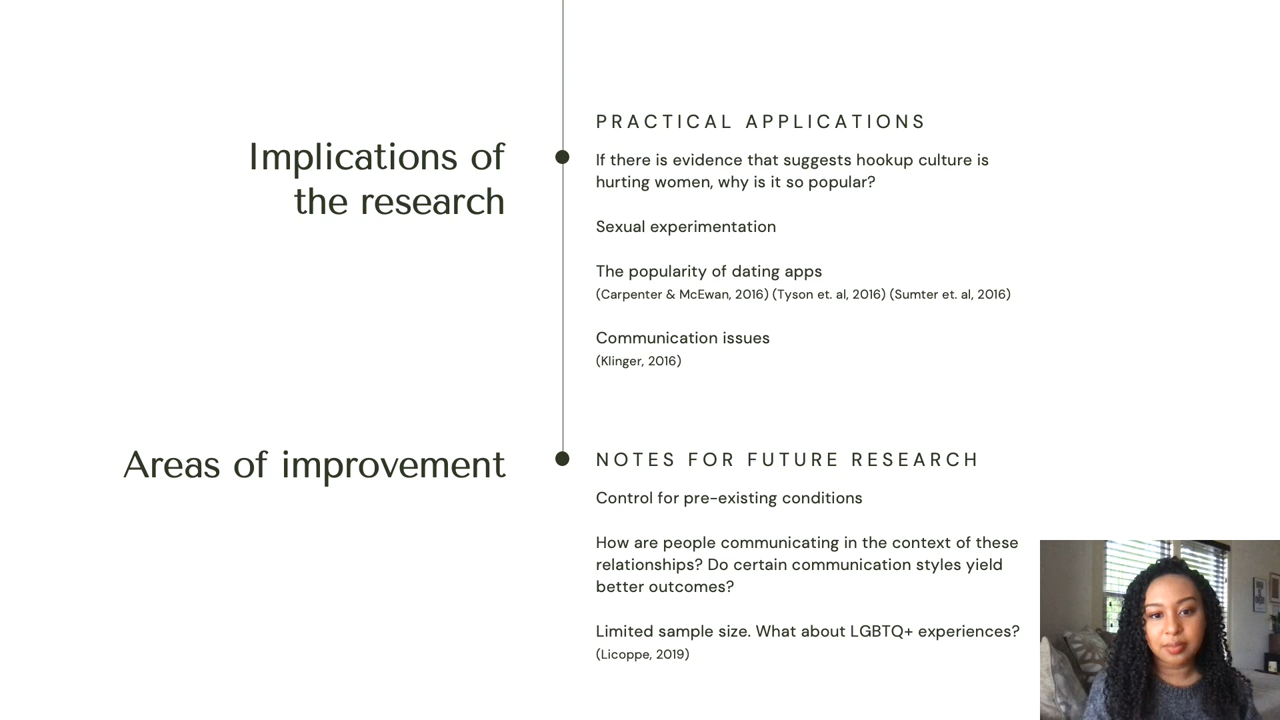 Implications of
the research
PRACTICAL APPLICATIONS
If there is evidence that suggests hookup culture is
hurting women, why is it so popular?
Sexual experimentation
The popularity of dating apps
(Carpenter & McEwan, 2016) (Tyson et. al, 2016) (Sumter et. al, 2016)
Communication issues
(Klinger, 2016)
Areas of improvement
NOTES FOR FUTURE RESEARCH
Control for pre-existing conditions
How are people communicating in the context of these
relationships? Do certain communication styles yield
better outcomes?
Limited sample size. What about LGBTQ+ experiences?
(Licoppe, 2019)